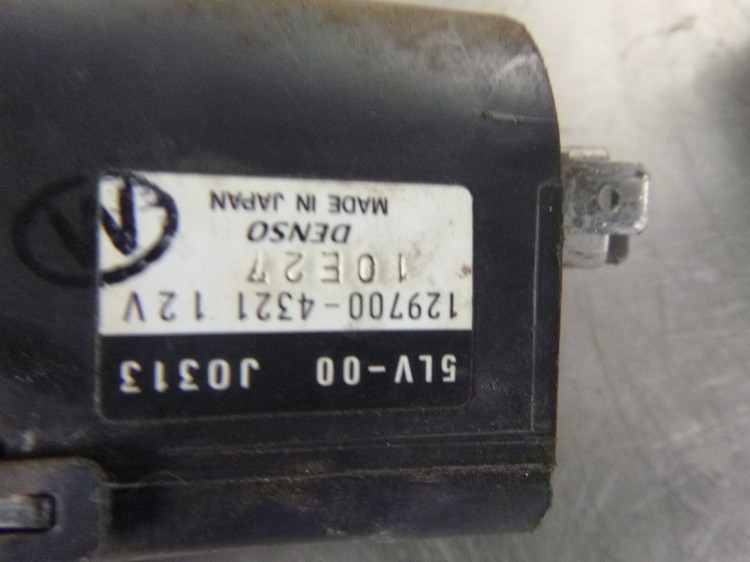 5LV-00 J0313
129700-4321 12V
10E27
DENSO
MADE IN JAPAN
M